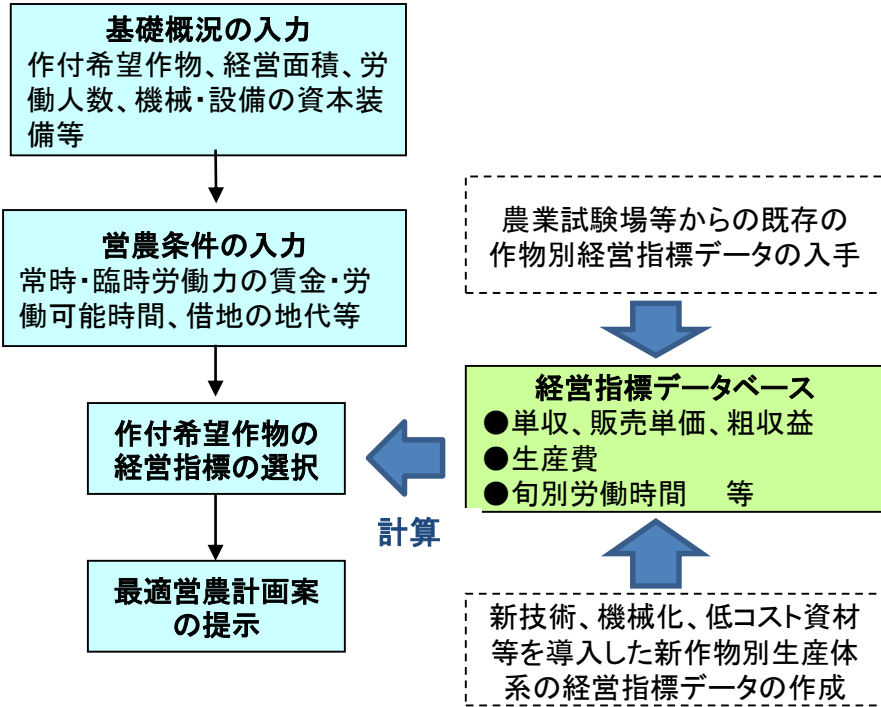 基礎概況の入力
作付希望作物、経営面積、労
働人数、機械・設備の資本装
備等
営農条件の入力
常時・臨時労働力の賃金・労
働可能時間、借地の地代等
作付希望作物の
経営指標の選択
最適営農計画案
の提示
農業試験場等からの既存の
作物別経営指標データの入手
経営指標データベース
●単収、販売単価、粗収益
●生産費
●旬別労働時間　等
計算
新技術、機械化、低コスト資材
等を導入した新作物別生産体
系の経営指標データの作成